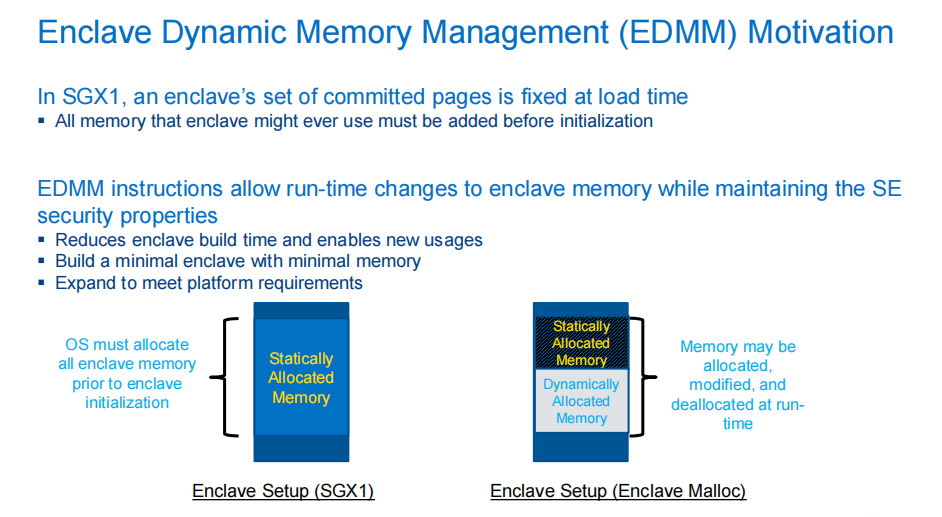 Enclave Dynamic Memory Management (EDMM) Motivation
In SGX1, an enclave's set of committed pages is fixed at load time
▪ All memory that enclave might ever use must be added before initialization
EDMM instructions allow run-time changes to enclave memory while maintaining the SE
security properties
▪ Reduces enclave build time and enables new usages
▪ Build a minimal enclave with minimal memory
▪ Expand to meet platform requirements
OS must allocate
all enclave memory
prior to enclave
initialization
Statically
Allocated
Memory
Enclave Setup (SGX1)
Statically
Allocated
Memory
Dynamically
Allocated
Memory
Memory may be
allocated,
modified, and
deallocated at run-
time
Enclave Setup (Enclave Malloc)